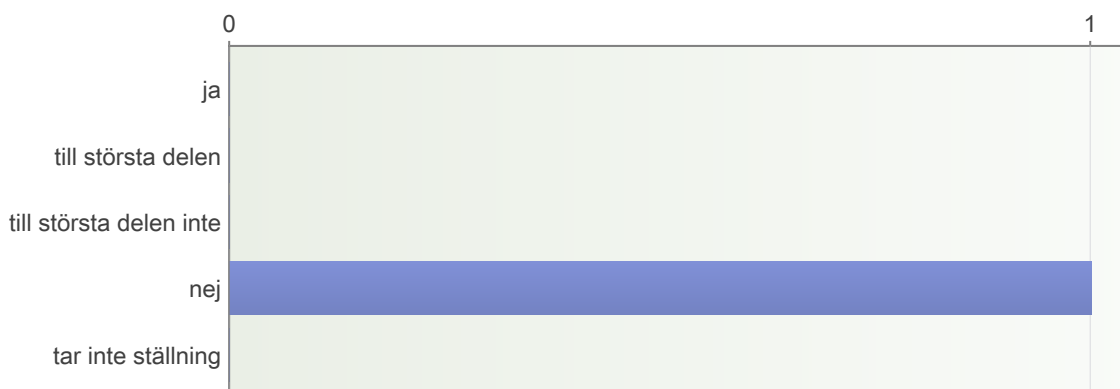 0 1
ja
till största delen
till största delen inte
nej
tar inte ställning